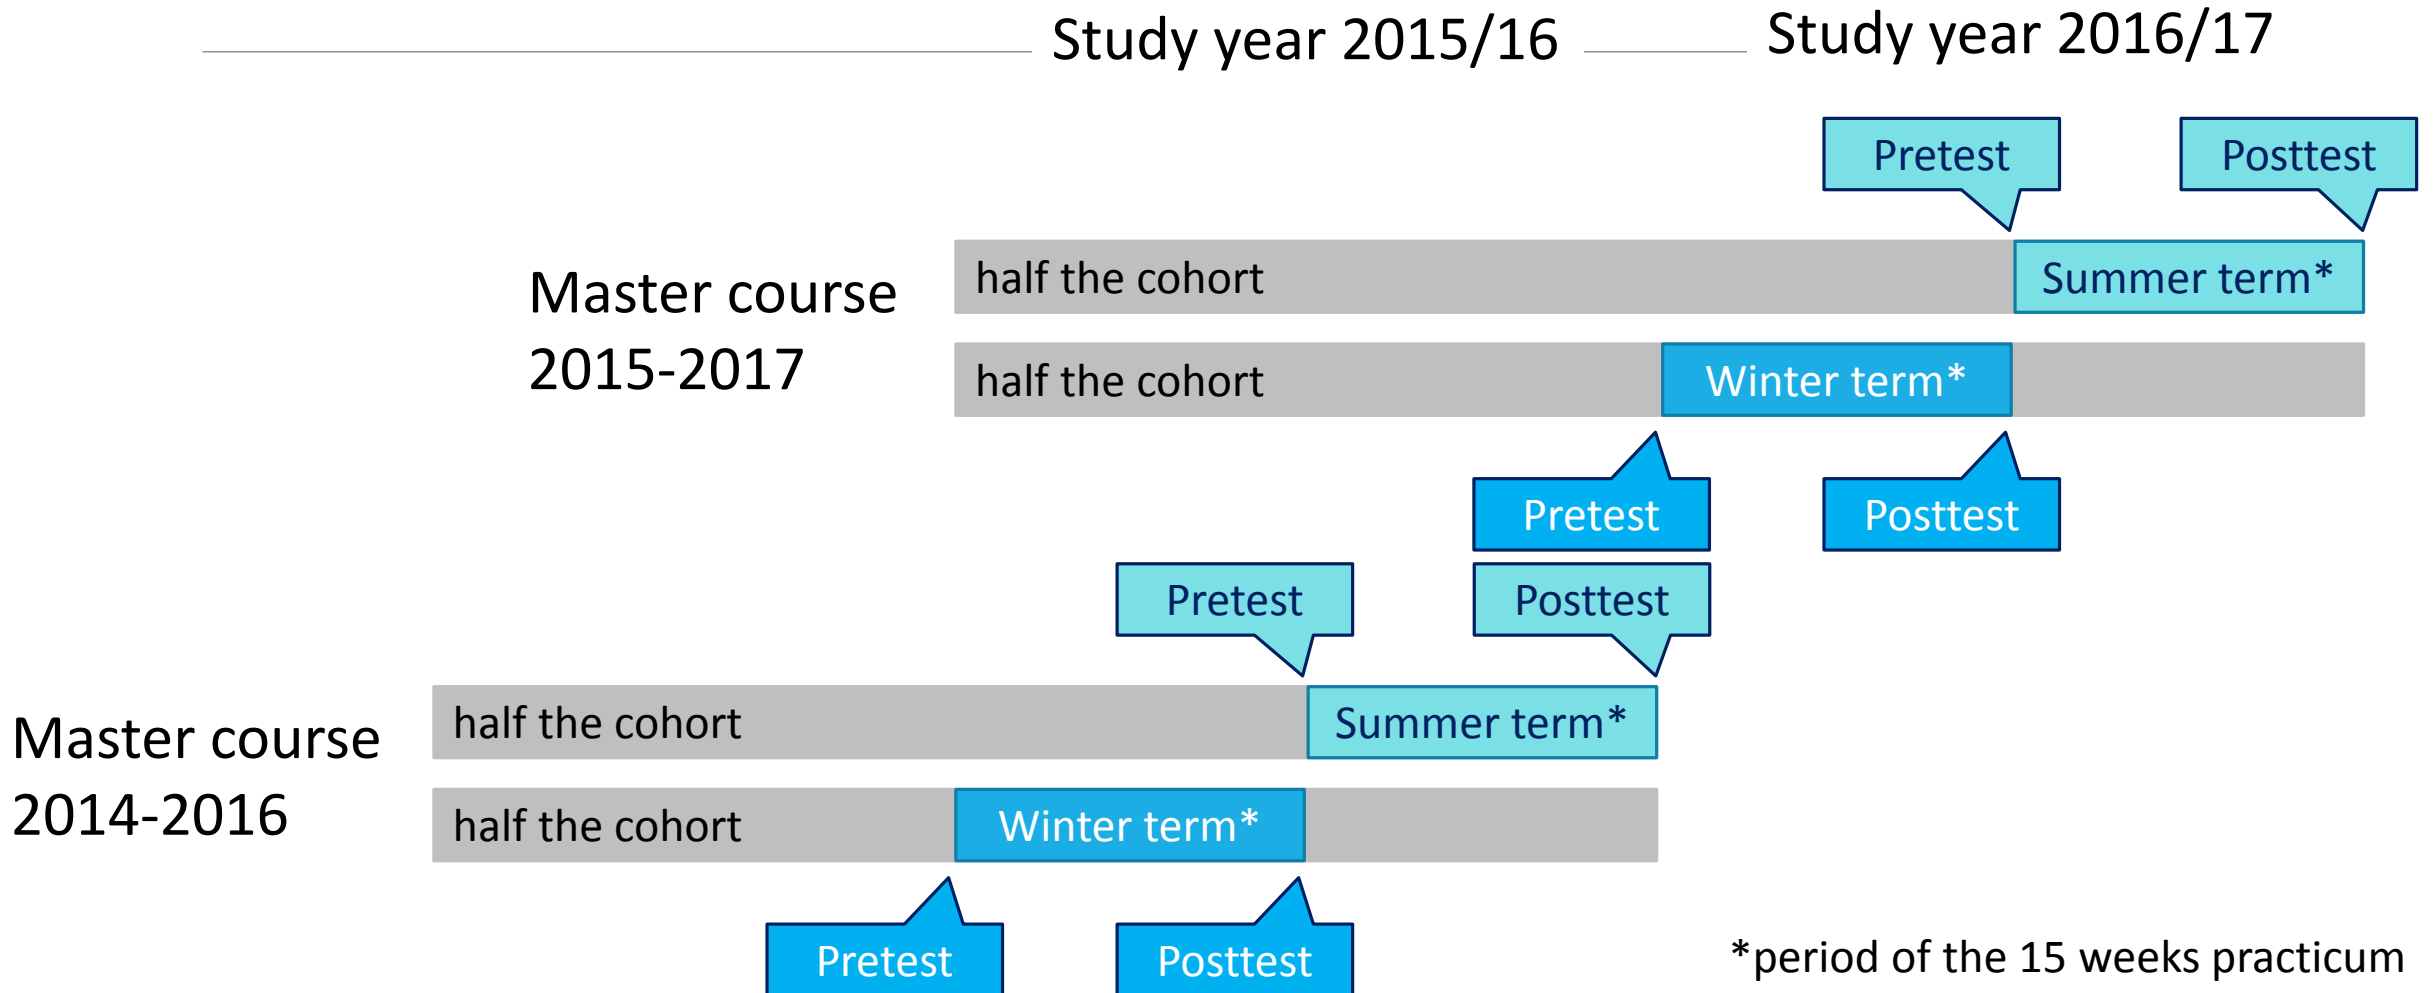 Study year 2015/16
Study year 2016/17
Pretest
Posttest
half the cohort
Summer term*
Master course
2015-2017
half the cohort
Winter term*
Pretest
Posttest
Pretest
Posttest
half the cohort
Summer term*
Master course
2014-2016
half the cohort
Winter term*
Pretest
Posttest
*period of the 15 weeks practicum